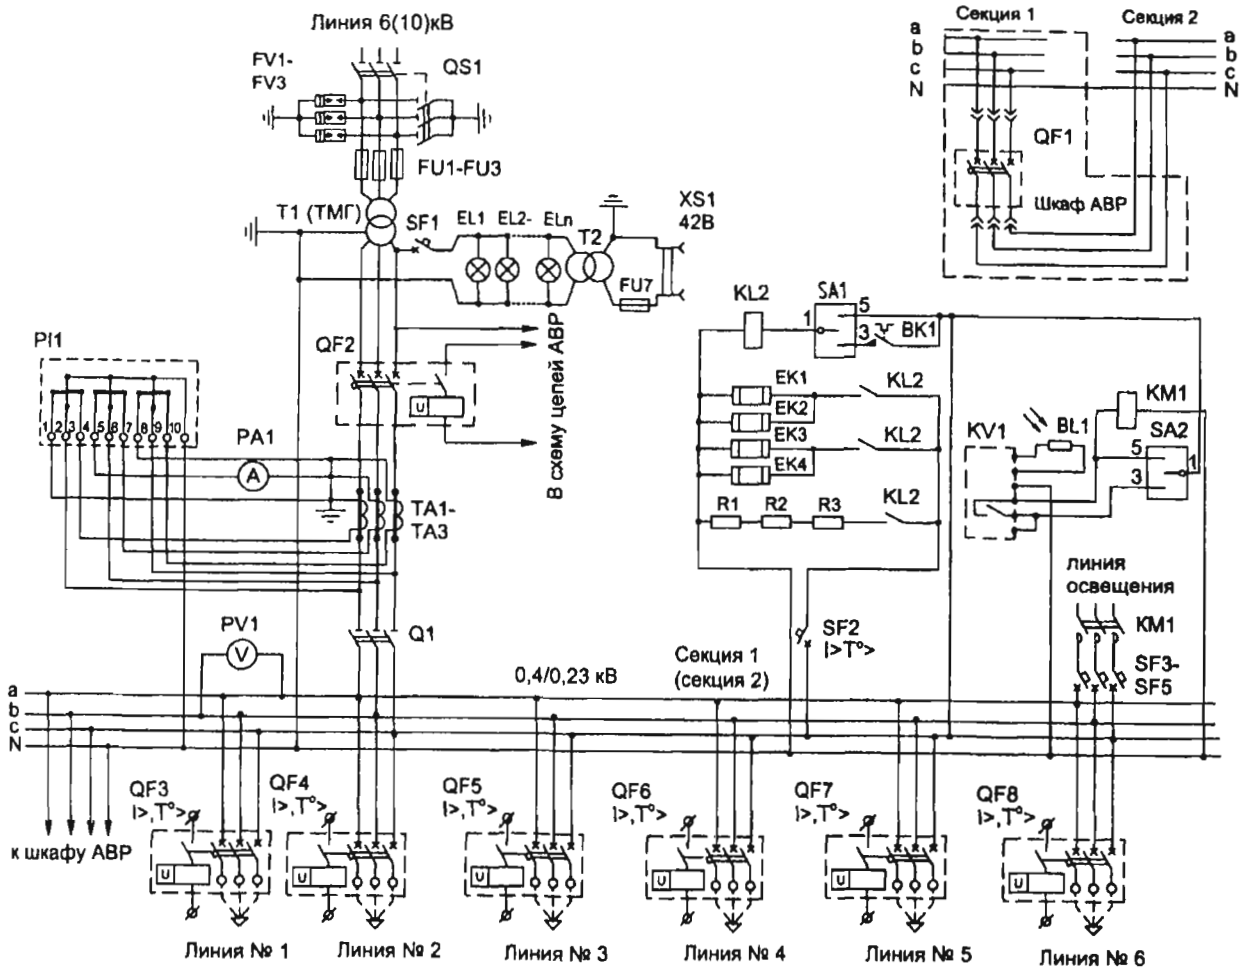 Линия 6(10)кВ
FV1-
FV3
QS1
FU1-FU3
T1 (ТМГ)
SF1
EL1
EL2-
ELn
T2
XS1
42В
FU7
Секция 1
Секция 2
a
b
c
N
a
b
c
N
QF1
Шкаф АВР
PI1
1
2
3
4
5
6
7
8
9
10
QF2
U
В схему цепей АВР
PA1
A
TA1-
TA3
PV1
V
Q1
KL2
SA1
1
5
3
BK1
EK1
EK2
EK3
EK4
KL2
KL2
R1
R2
R3
KL2
SF2
I>T°>
KV1
BL1
KM1
SA2
5
3
1
линия
освещения
KM1
SF3-
SF5
0,4/0,23 кВ
Секция 1
(секция 2)
a
b
c
N
к шкафу АВР
QF3
I>,T°>
U
Линия № 1
QF4
I>,T°>
U
Линия № 2
QF5
I>,T°>
U
Линия № 3
QF6
I>,T°>
U
Линия № 4
QF7
I>,T°>
U
Линия № 5
QF8
I>,T°>
U
Линия № 6